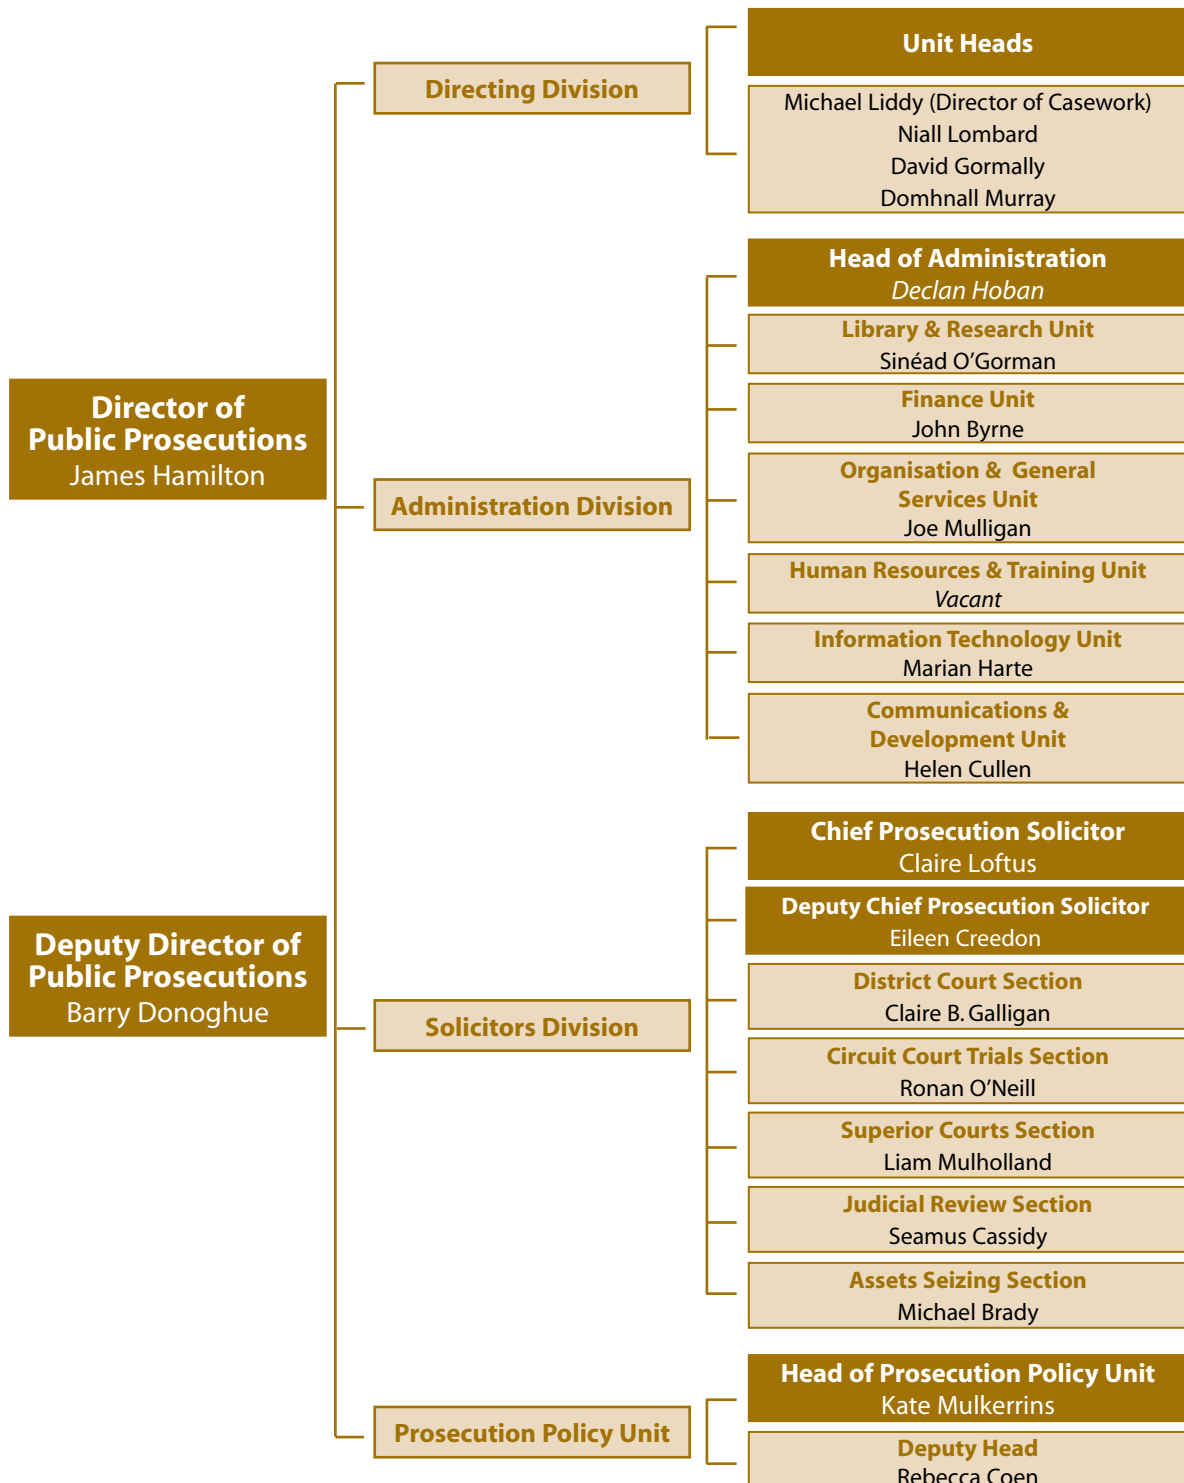 Director of
Public Prosecutions
James Hamilton
Deputy Director of
Public Prosecutions
Barry Donoghue
Directing Division
Unit Heads
Michael Liddy (Director of Casework)
Niall Lombard
David Gormally
Domhnall Murray
Administration Division
Head of Administration
Declan Hoban
Library & Research Unit
Sinéad O’Gorman
Finance Unit
John Byrne
Organisation & General
Services Unit
Joe Mulligan
Human Resources & Training Unit
Vacant
Information Technology Unit
Marian Harte
Communications &
Development Unit
Helen Cullen
Solicitors Division
Chief Prosecution Solicitor
Claire Loftus
Deputy Chief Prosecution Solicitor
Eileen Creedon
District Court Section
Claire B. Galligan
Circuit Court Trials Section
Ronan O’Neill
Superior Courts Section
Liam Mulholland
Judicial Review Section
Seamus Cassidy
Assets Seizing Section
Michael Brady
Prosecution Policy Unit
Head of Prosecution Policy Unit
Kate Mulkerrins
Deputy Head
Rebecca Coen